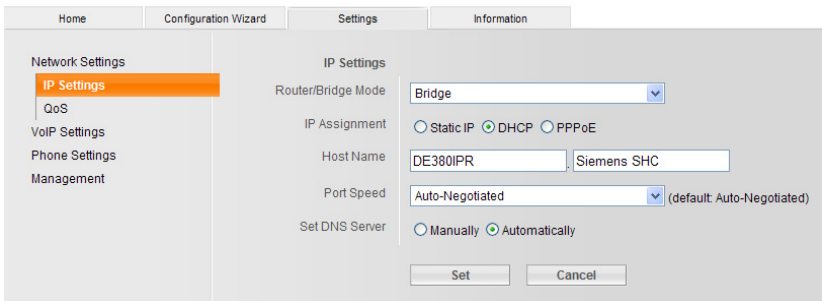 Home Configuration Wizard Settings Information
Network Settings
IP Settings
QoS
VoIP Settings
Phone Settings
Management
IP Settings
Router/Bridge Mode Bridge
IP Assignment Static IP DHCP PPPoE
Host Name DE380IPR . Siemens SHC
Port Speed Auto-Negotiated (default: Auto-Negotiated)
Set DNS Server Manually Automatically
Set Cancel